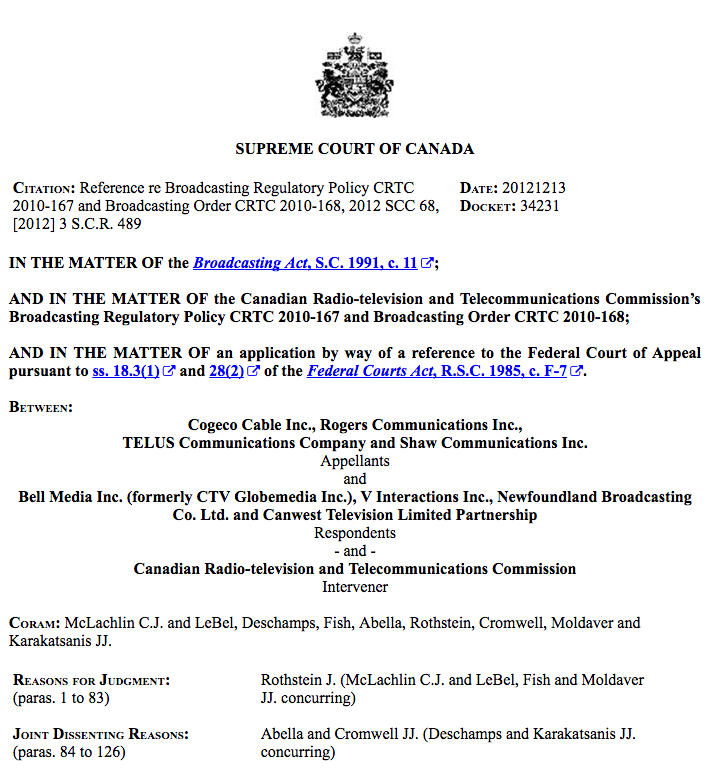 SUPREME COURT OF CANADA
CITATION: Reference re Broadcasting Regulatory Policy CRTC
2010-167 and Broadcasting Order CRTC 2010-168, 2012 SCC 68,
[2012] 3 S.C.R. 489
DATE: 20121213
DOCKET: 34231
IN THE MATTER OF the Broadcasting Act, S.C. 1991, c. 11;
AND IN THE MATTER OF the Canadian Radio-television and Telecommunications Commission's
Broadcasting Regulatory Policy CRTC 2010-167 and Broadcasting Order CRTC 2010-168;
AND IN THE MATTER OF an application by way of a reference to the Federal Court of Appeal
pursuant to ss. 18.3(1) and 28(2) of the Federal Courts Act, R.S.C. 1985, c. F-7.
BETWEEN:
Cogeco Cable Inc., Rogers Communications Inc.,
TELUS Communications Company and Shaw Communications Inc.
Appellants
and
Bell Media Inc. (formerly CTV Globemedia Inc.), V Interactions Inc., Newfoundland Broadcasting
Co. Ltd. and Canwest Television Limited Partnership
Respondents
- and -
Canadian Radio-television and Telecommunications Commission
Intervener
CORAM: McLachlin C.J. and LeBel, Deschamps, Fish, Abella, Rothstein, Cromwell, Moldaver and
Karakatsanis JJ.
REASONS FOR JUDGMENT:
(paras. 1 to 83)
Rothstein J. (McLachlin C.J. and LeBel, Fish and Moldaver
JJ. concurring)
JOINT DISSENTING REASONS:
(paras. 84 to 126)
Abella and Cromwell JJ. (Deschamps and Karakatsanis JJ.
concurring)